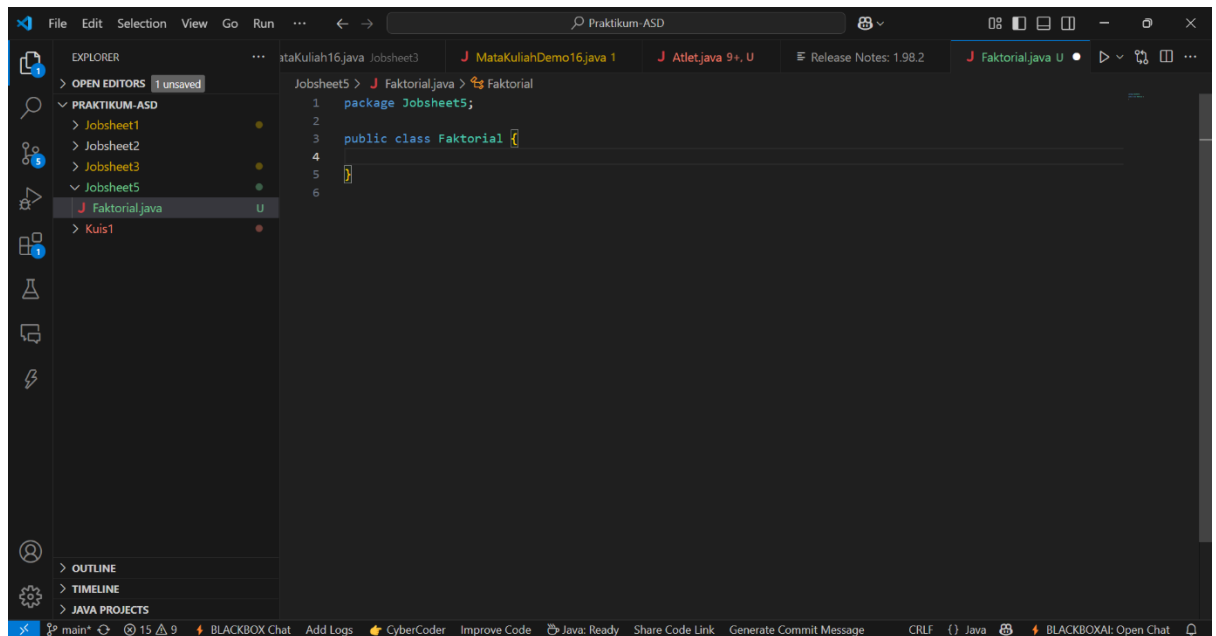 File Edit Selection View Go Run ··· Praktikum-ASD
EXPLORER ···
ataKuliah16.java Jobsheet3 J MataKuliahDemo16.java 1 J Atlet.java 9+, U Release Notes: 1.98.2 J Faktorial.java U ···
OPEN EDITORS 1 unsaved
PRAKTIKUM-ASD
Jobsheet1
Jobsheet2
Jobsheet3
Jobsheet5
J Faktorial.java U
Kuis1
Jobsheet5 > J Faktorial.java > Faktorial
1 package Jobsheet5;
2
3 public class Faktorial {
4
5 }
6
1
5
1
OUTLINE
TIMELINE
JAVA PROJECTS
main* 15 9 BLACKBOX Chat Add Logs CyberCoder Improve Code Java: Ready Share Code Link Generate Commit Message CRLF {} Java BLACKBOXAI: Open Chat